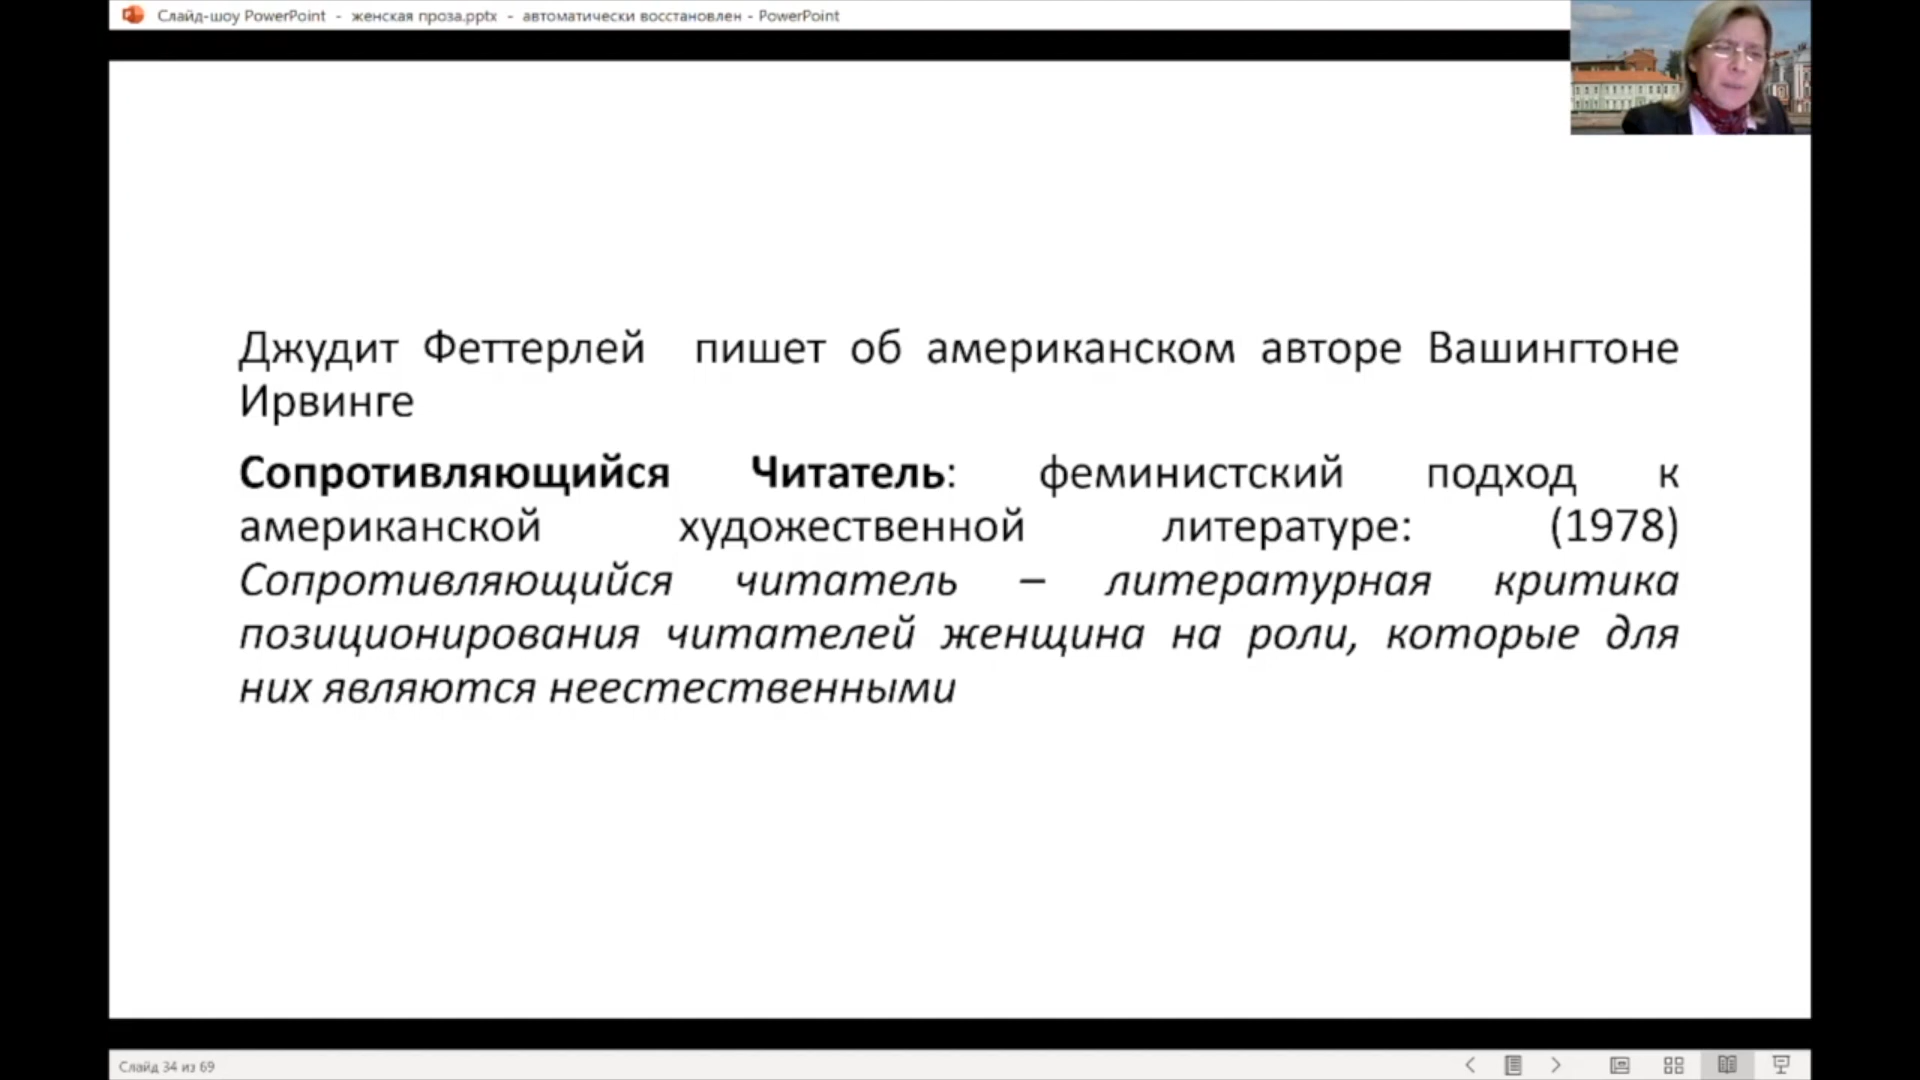 Слайд-шоу PowerPoint - женская проза.pptx - автоматически восстановлен - PowerPoint
Джудит Феттерлей пишет об американском авторе Вашингтоне
Ирвинге
Сопротивляющийся Читатель: феминистский подход к
американской художественной литературе: (1978)
Сопротивляющийся читатель – литературная критика
позиционирования читателей женщина на роли, которые для
них являются неестественными
Слайд 34 из 69